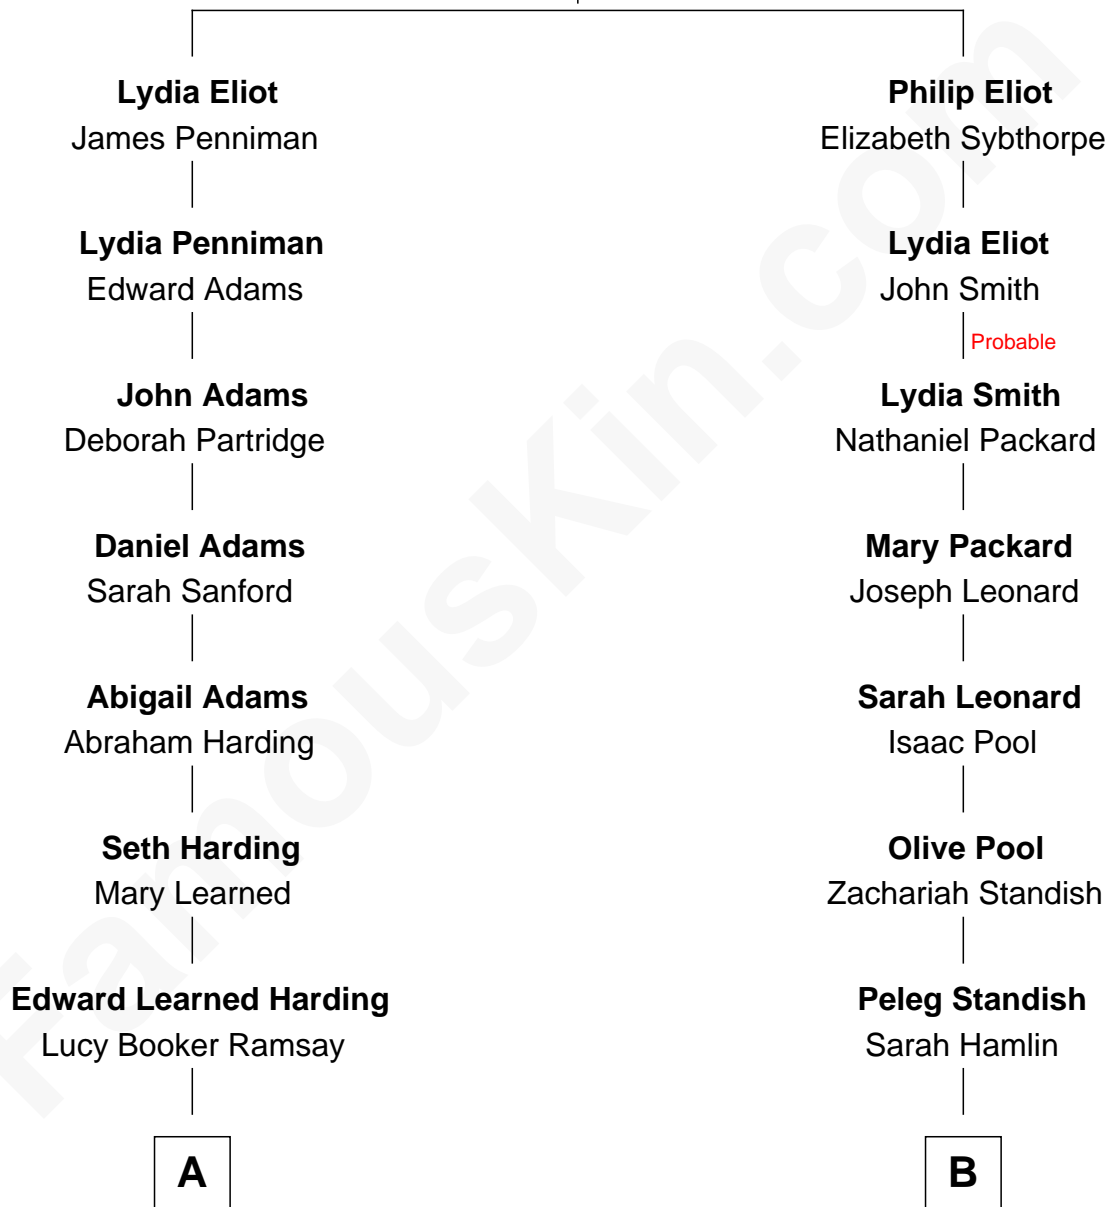 Lydia Eliot
James Penniman
Philip Eliot
Elizabeth Sybthorpe
Lydia Penniman
Edward Adams
Lydia Eliot
John Smith
Probable
John Adams
Deborah Partridge
Lydia Smith
Nathaniel Packard
Daniel Adams
Sarah Sanford
Mary Packard
Joseph Leonard
Abigail Adams
Abraham Harding
Sarah Leonard
Isaac Pool
Seth Harding
Mary Learned
Olive Pool
Zachariah Standish
Edward Learned Harding
Lucy Booker Ramsay
Peleg Standish
Sarah Hamlin
A
B
FamousKin.com